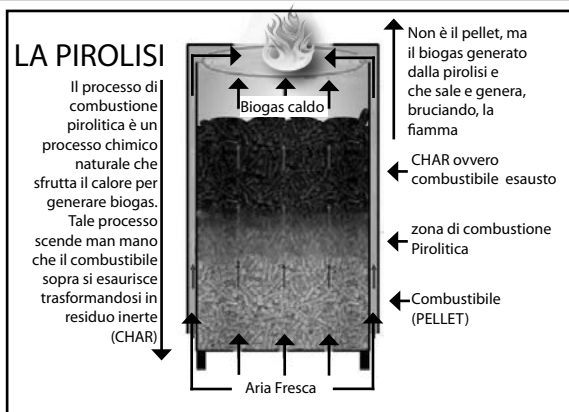 LA PIROLISI
Il processo di
combustione
pirolitica è un
processo chimico
naturale che
sfrutta il calore per
generare biogas.
Tale processo
scende man mano
che il combustibile
sopra si esaurisce
trasformandosi in
residuo inerte
(CHAR)
Biogas caldo
Non è il pellet, ma
il biogas generato
dalla pirolisi e
che sale e genera,
bruciando, la
fiamma
CHAR ovvero
combustibile esausto
zona di combustione
Pirolitica
Combustibile
(PELLET)
Aria Fresca